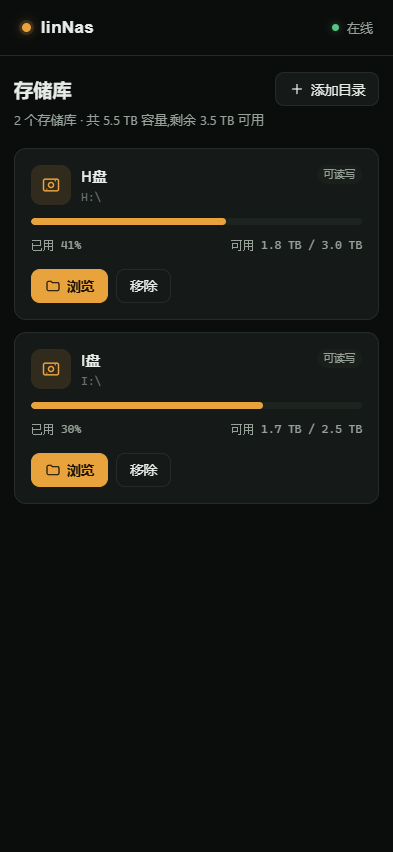 linNas
在线
存储库
+ 添加目录
2 个存储库 · 共 5.5 TB 容量,剩余 3.5 TB 可用
H盘
可读写
H:\
已用 41%
可用 1.8 TB / 3.0 TB
浏览
移除
I盘
可读写
I:\
已用 30%
可用 1.7 TB / 2.5 TB
浏览
移除